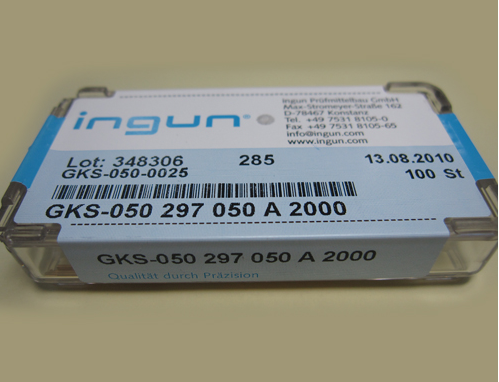 ingun
Ingun Prüfmittelbau GmbH
Max-Stromeyer-Straße 162
D-78467 Konstanz
Tel. +49 7531 8105-0
Fax +49 7531 8105-65
info@ingun.com
www.ingun.com
Lot: 348306 285 13.08.2010
GKS-050-0025 100 St
GKS-050 297 050 A 2000
GKS-050 297 050 A 2000
Qualität durch Präzision